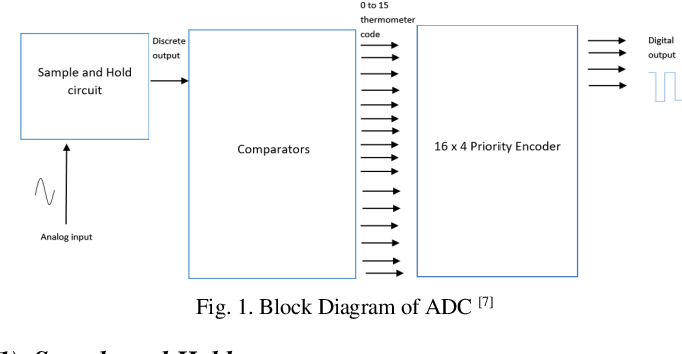 0 to 15
thermometer
code
Discrete
output
Digital
output
Sample and Hold
circuit
Comparators
16 x 4 Priority Encoder
Analog input
Fig. 1. Block Diagram of ADC [7]